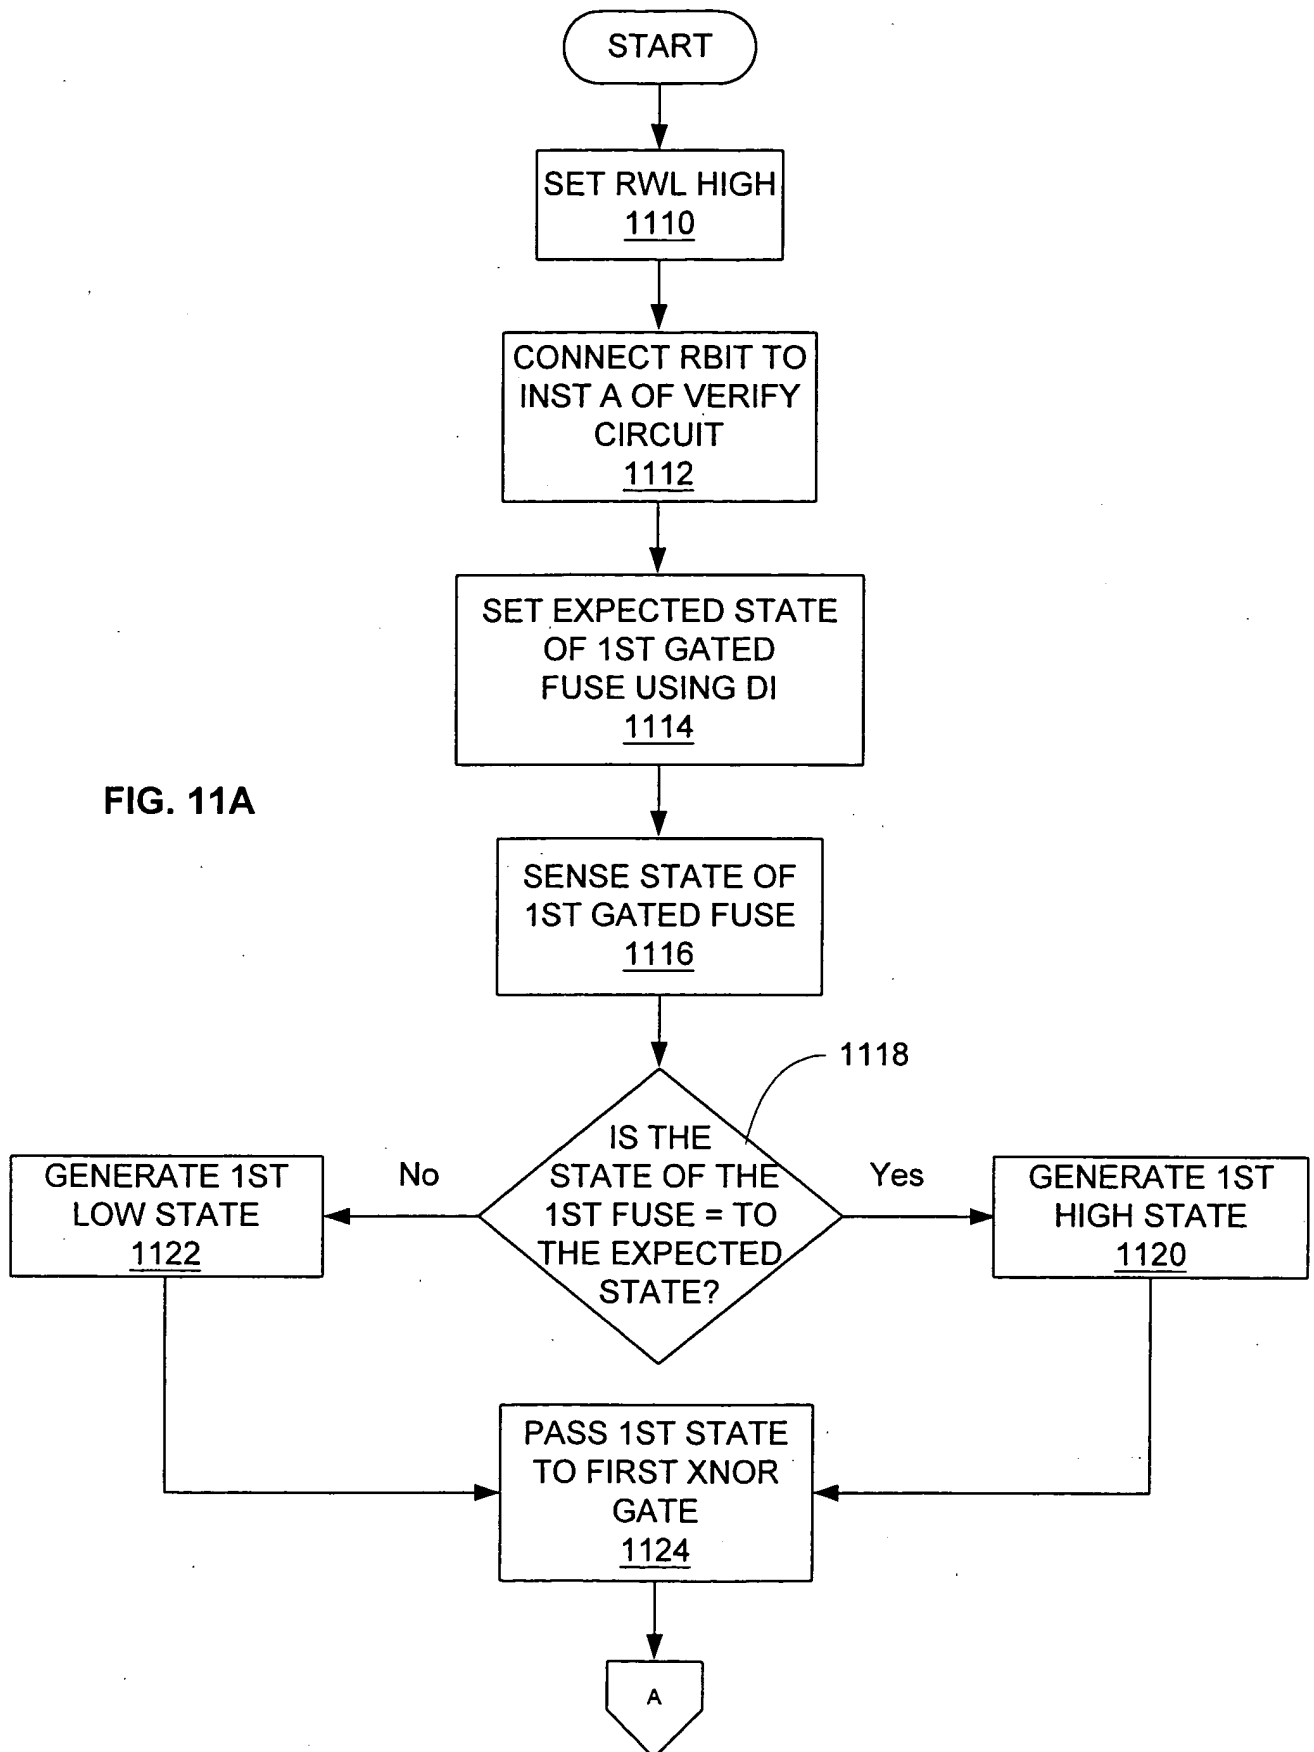 START
SET RWL HIGH
1110
CONNECT RBIT TO
INST A OF VERIFY
CIRCUIT
1112
SET EXPECTED STATE
OF 1ST GATED
FUSE USING DI
1114
FIG. 11A
SENSE STATE OF
1ST GATED FUSE
1116
1118
IS THE
STATE OF THE
1ST FUSE = TO
THE EXPECTED
STATE?
No
Yes
GENERATE 1ST
LOW STATE
1122
GENERATE 1ST
HIGH STATE
1120
PASS 1ST STATE
TO FIRST XNOR
GATE
1124
A